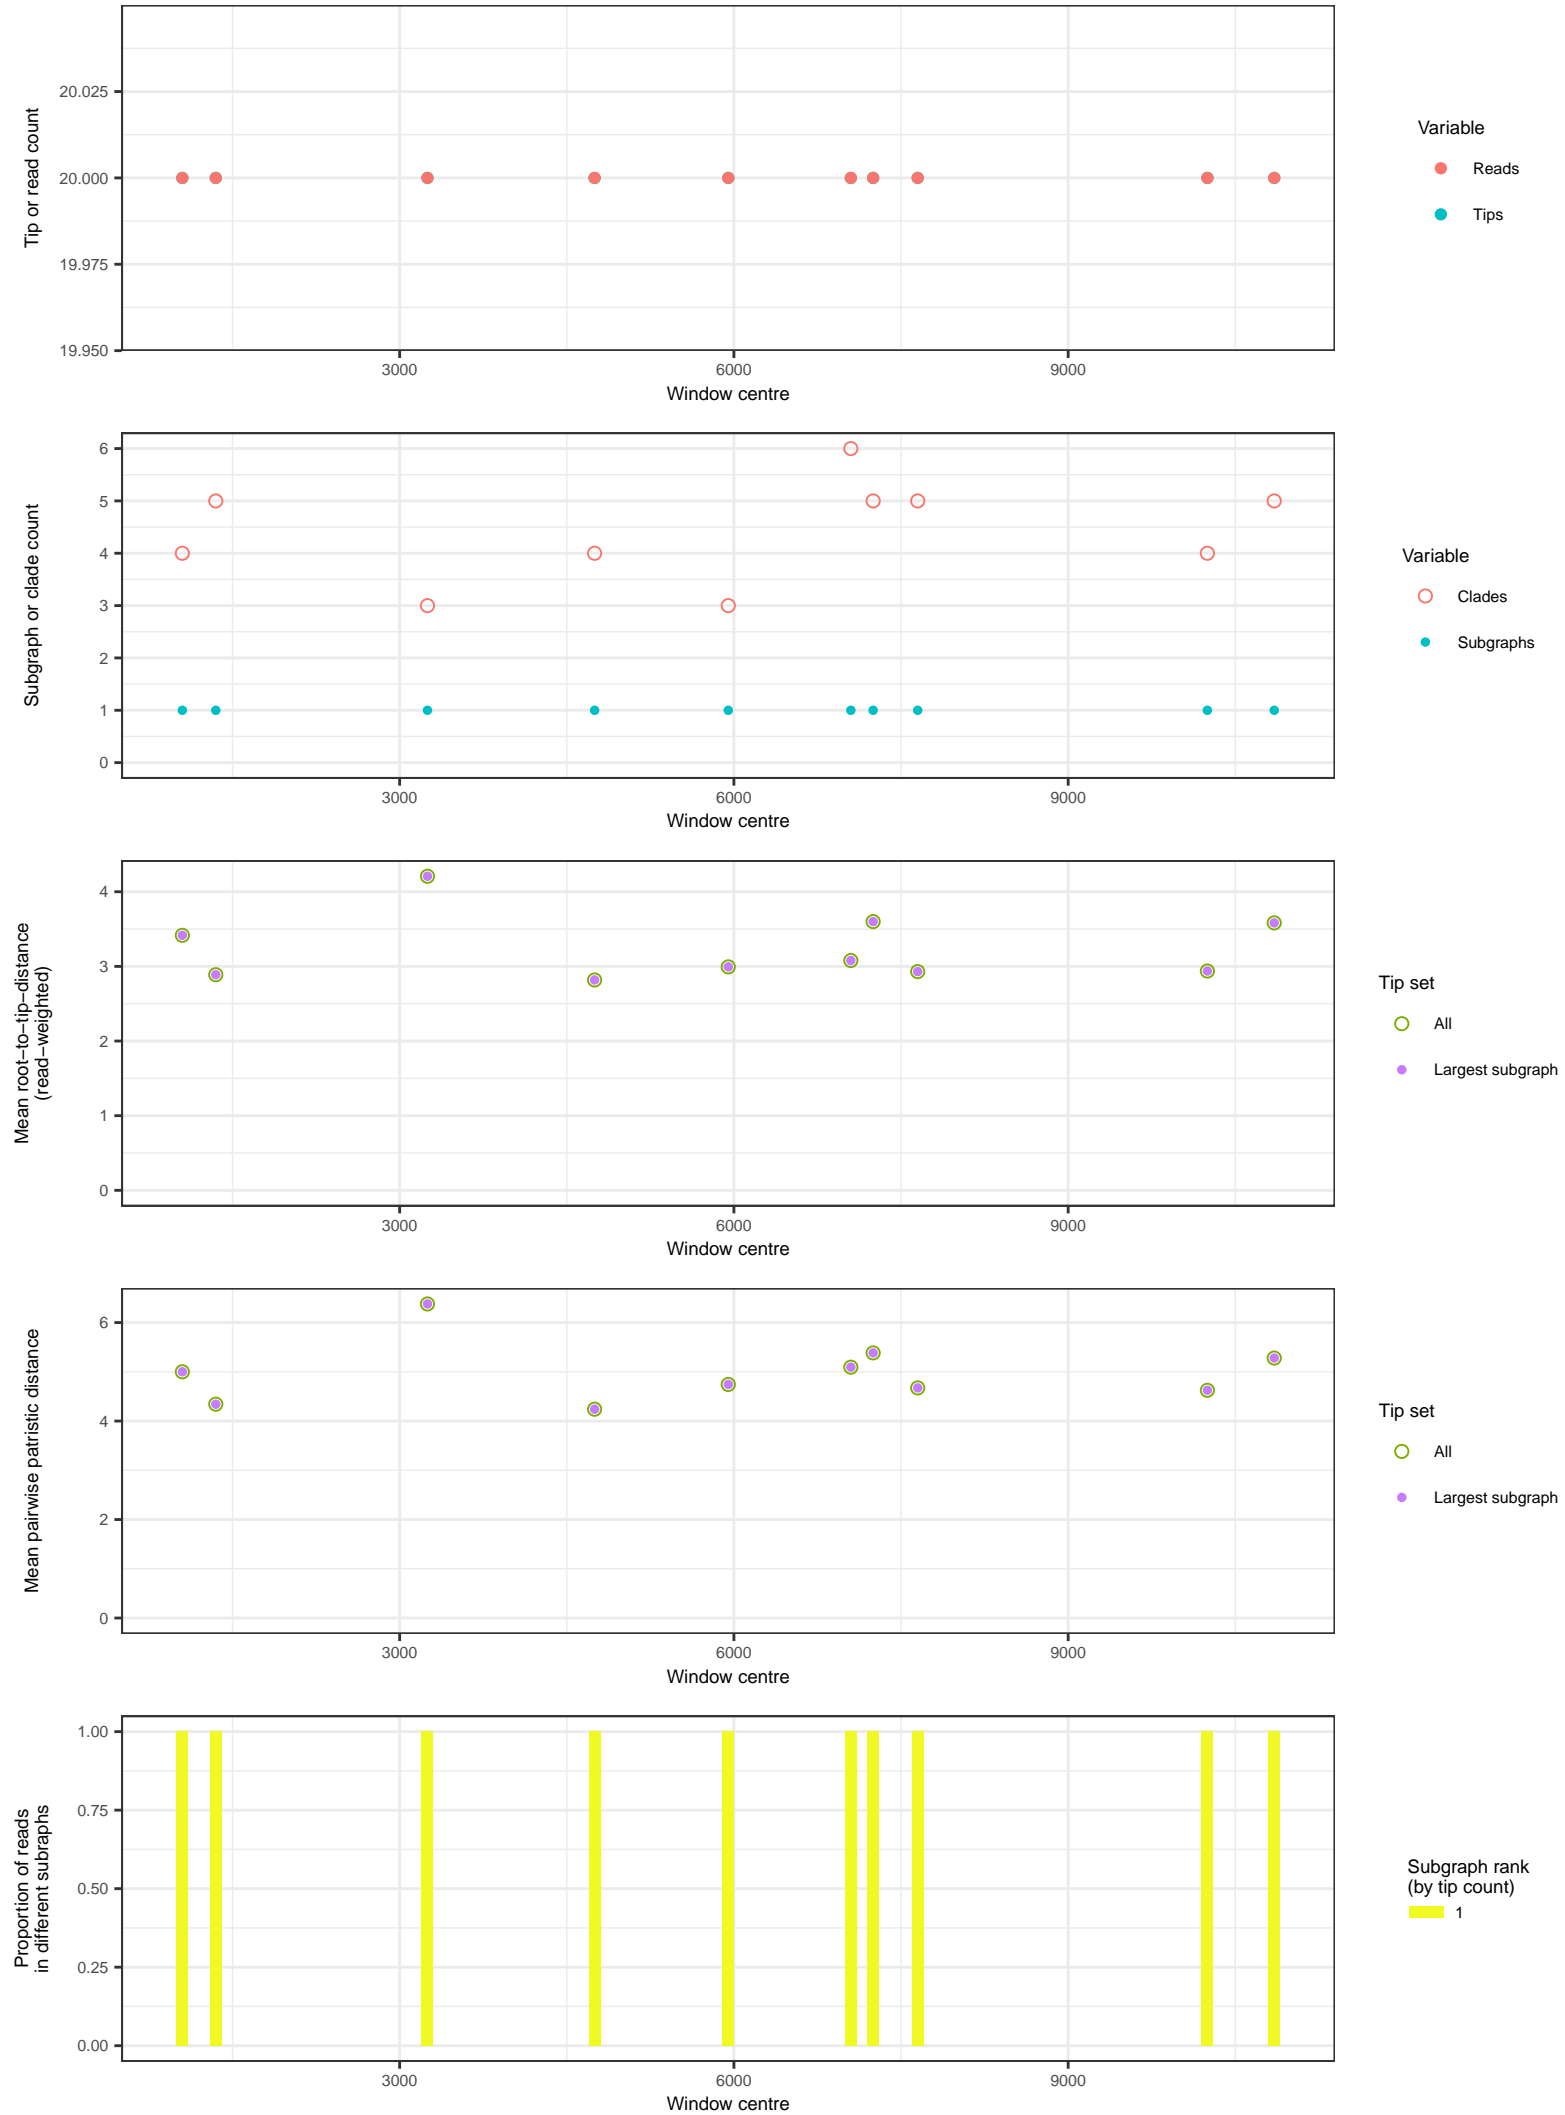 Tip or read count
20.025
20.000
19.975
19.950
3000
6000
9000
Window centre
Variable
Reads
Tips
Subgraph or clade count
6
5
4
3
2
1
0
3000
6000
9000
Window centre
Variable
Clades
Subgraphs
Mean root−to−tip−distance
(read−weighted)
4
3
2
1
0
3000
6000
9000
Window centre
Tip set
All
Largest subgraph
Mean pairwise patristic distance
6
4
2
0
3000
6000
9000
Window centre
Tip set
All
Largest subgraph
Proportion of reads
in different subraphs
1.00
0.75
0.50
0.25
0.00
3000
6000
9000
Window centre
Subgraph rank
(by tip count)
1